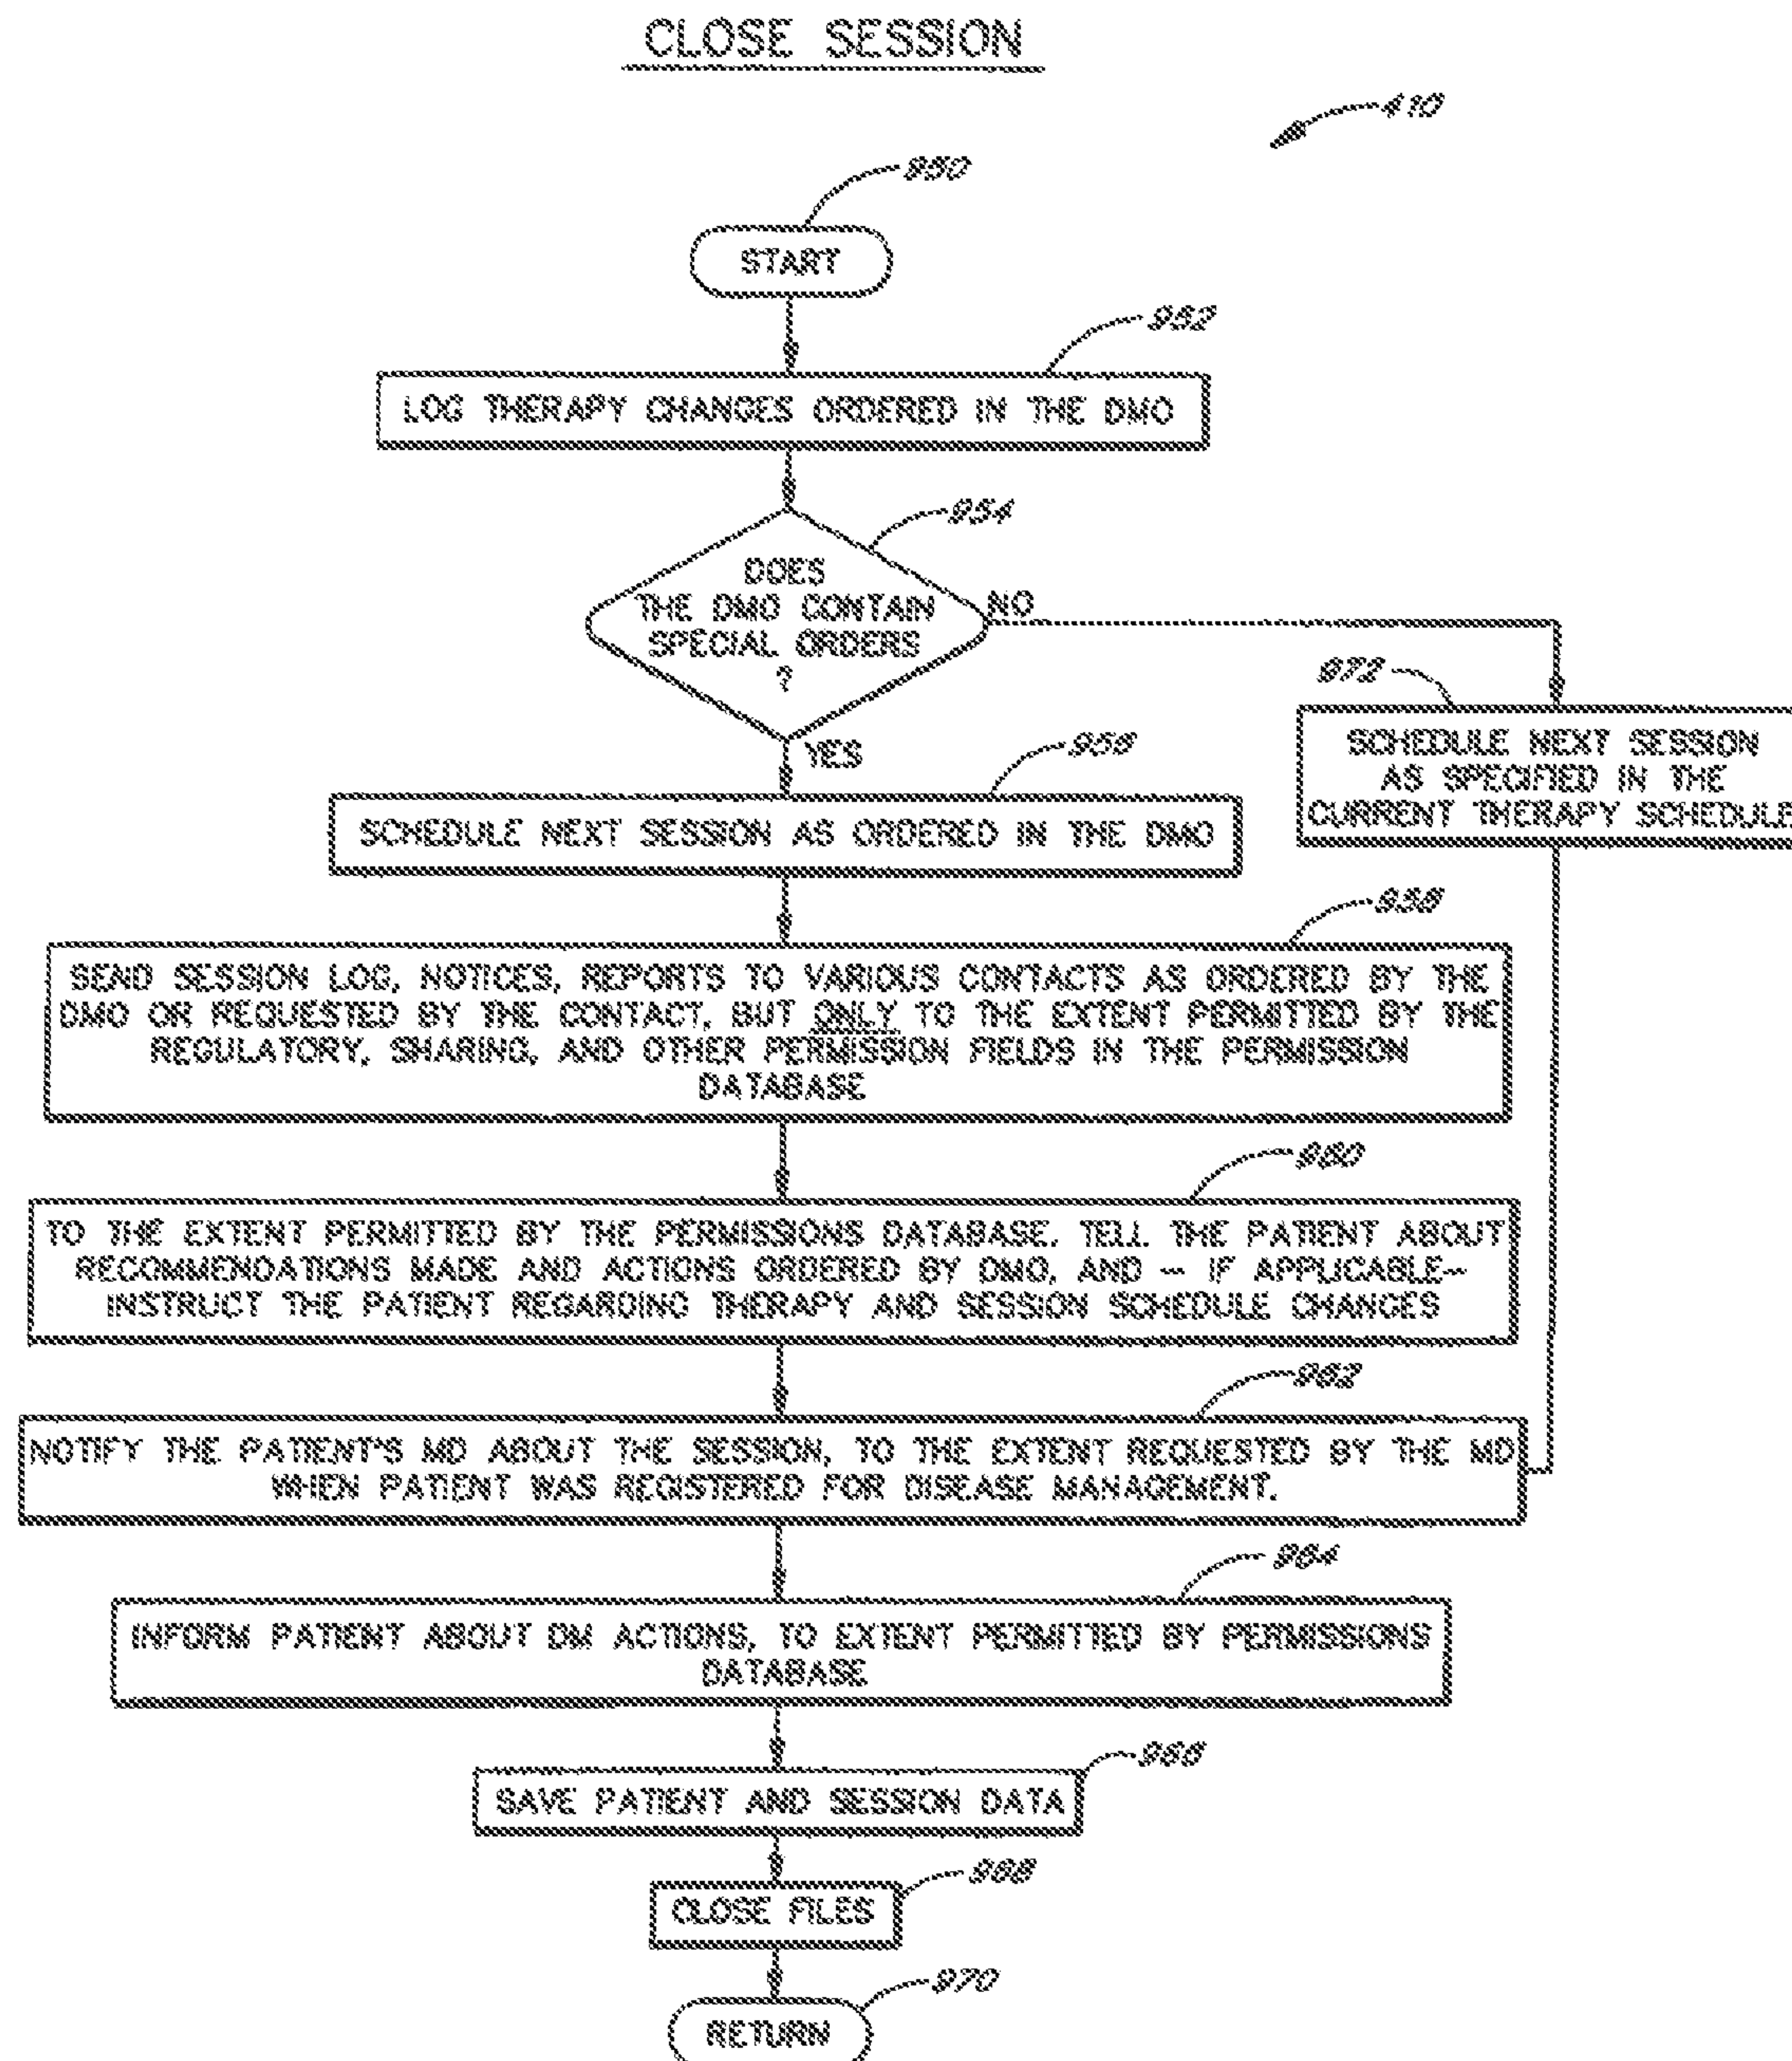 CLOSE SESSION
410
950
START
952
LOG THERAPY CHANGES ORDERED IN THE DMO
954
DOES
THE DMO CONTAIN
SPECIAL ORDERS
?
NO
YES
972
SCHEDULE NEXT SESSION
AS SPECIFIED IN THE
CURRENT THERAPY SCHEDULE
956
SCHEDULE NEXT SESSION AS ORDERED IN THE DMO
958
SEND SESSION LOG, NOTICES, REPORTS TO VARIOUS CONTACTS AS ORDERED BY THE
DMO OR REQUESTED BY THE CONTACT, BUT ONLY TO THE EXTENT PERMITTED BY THE
REGULATORY, SHARING, AND OTHER PERMISSION FIELDS IN THE PERMISSION
DATABASE
960
TO THE EXTENT PERMITTED BY THE PERMISSIONS DATABASE, TELL THE PATIENT ABOUT
RECOMMENDATIONS MADE AND ACTIONS ORDERED BY DMO, AND -- IF APPLICABLE--
INSTRUCT THE PATIENT REGARDING THERAPY AND SESSION SCHEDULE CHANGES
962
NOTIFY THE PATIENT'S MD ABOUT THE SESSION, TO THE EXTENT REQUESTED BY THE MD
WHEN PATIENT WAS REGISTERED FOR DISEASE MANAGEMENT.
964
INFORM PATIENT ABOUT DM ACTIONS, TO EXTENT PERMITTED BY PERMISSIONS
DATABASE
966
SAVE PATIENT AND SESSION DATA
968
CLOSE FILES
970
RETURN